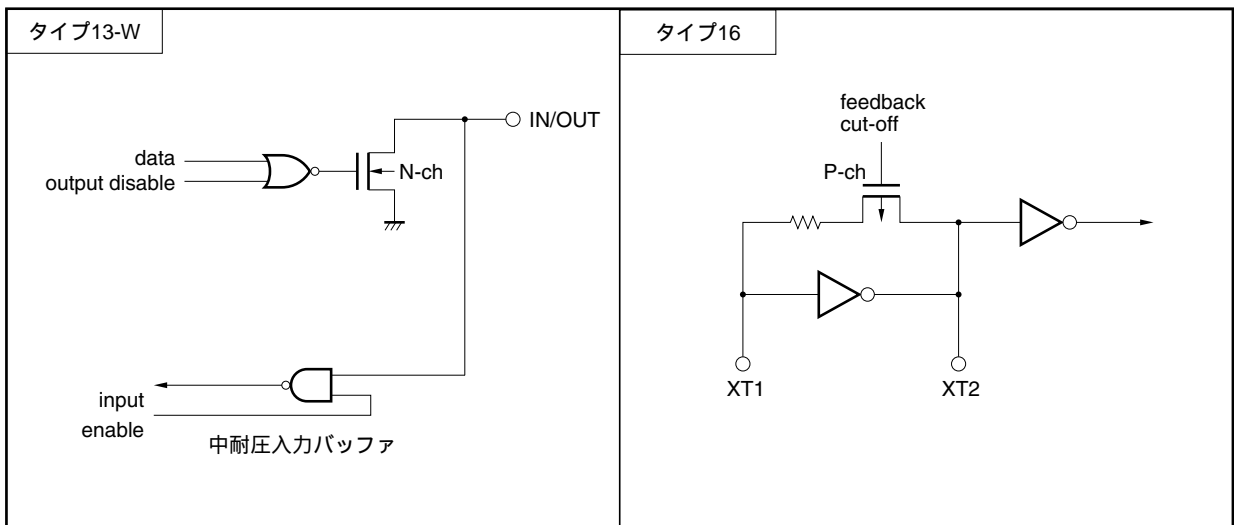 タイプ13-W
IN/OUT
data
output disable
N-ch
input
enable
中耐圧入力バッファ
タイプ16
feedback
cut-off
P-ch
XT1
XT2